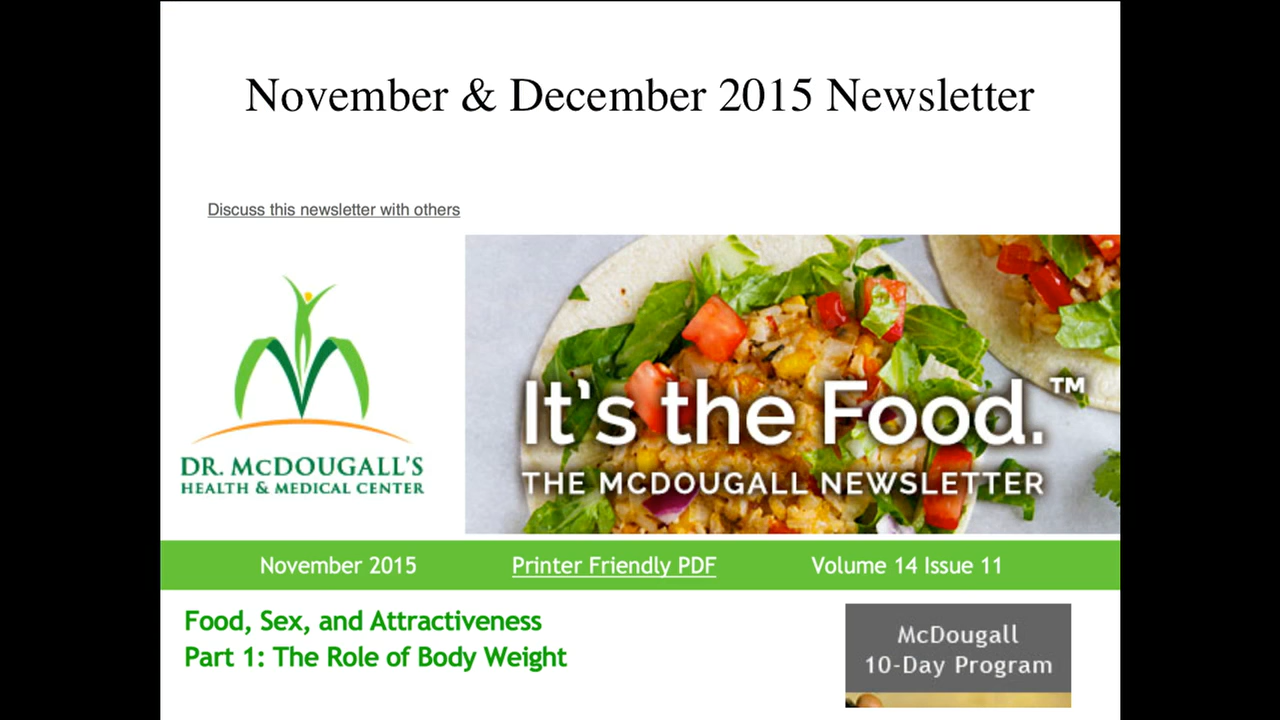 November & December 2015 Newsletter
Discuss this newsletter with others
DR. MCDOUGALL'S
HEALTH & MEDICAL CENTER
It's the Food.™
THE MCDOUGALL NEWSLETTER
November 2015
Printer Friendly PDF
Volume 14 Issue 11
Food, Sex, and Attractiveness
Part 1: The Role of Body Weight
McDougall
10-Day Program